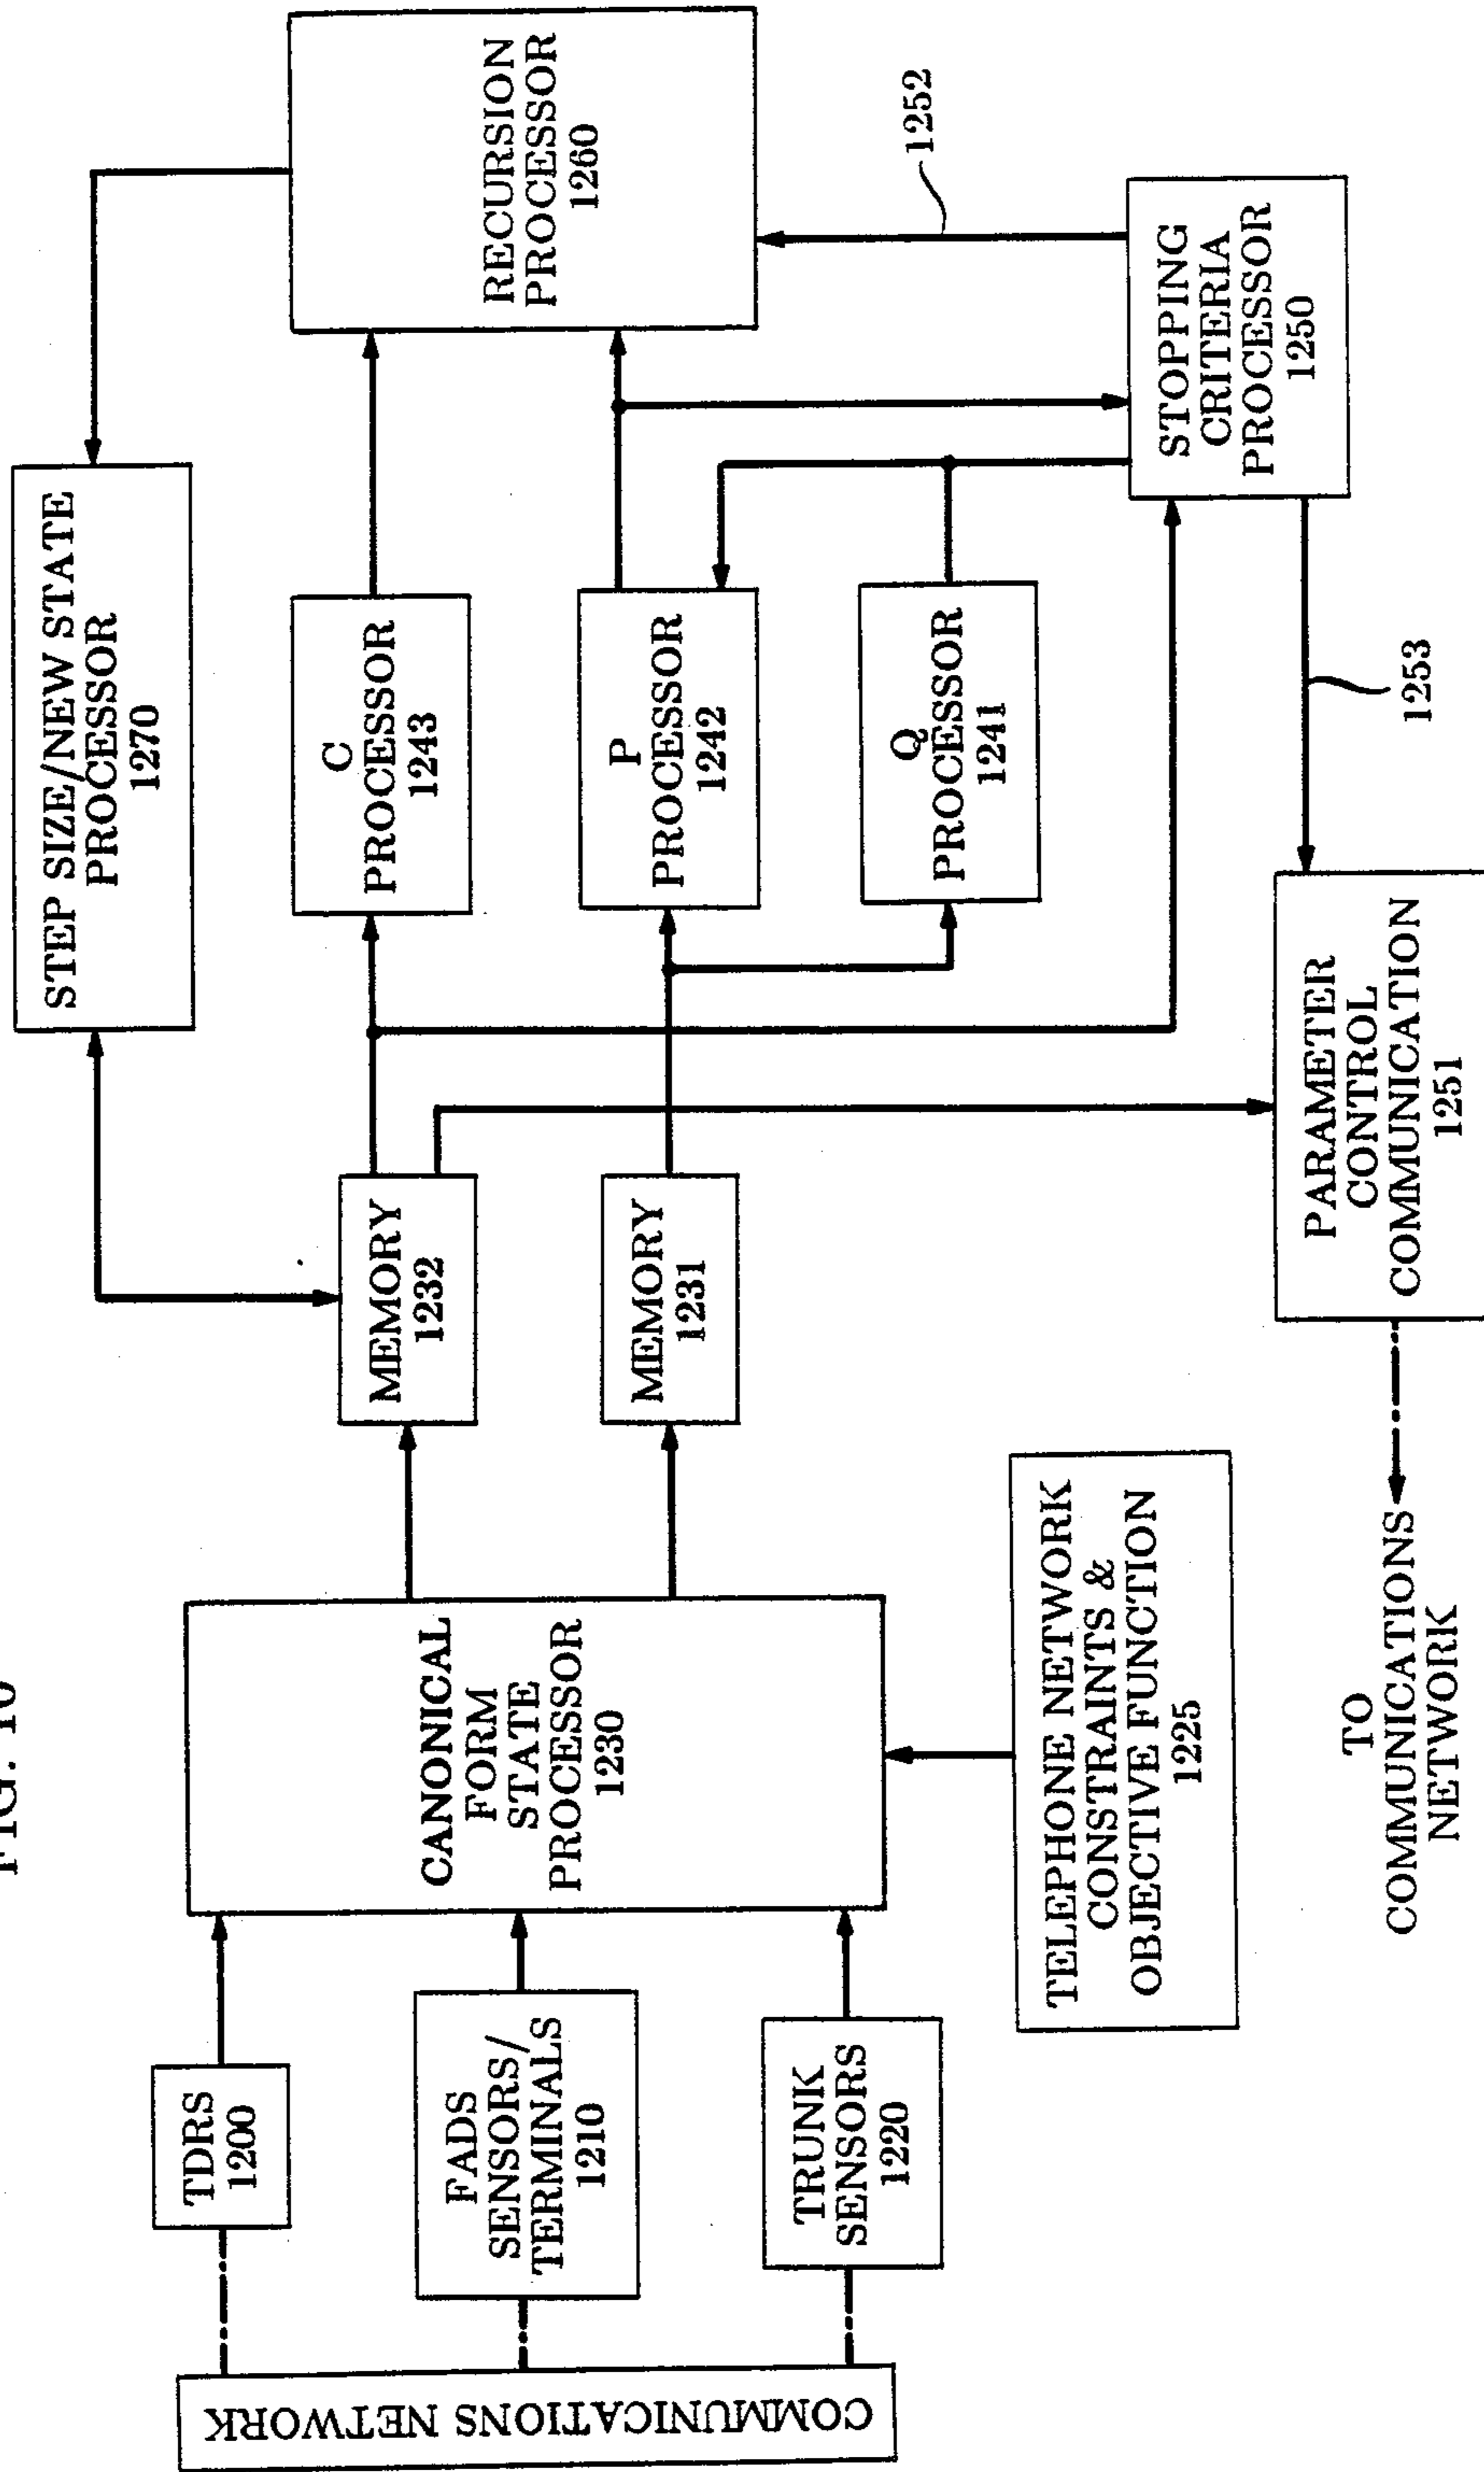 FIG.
COMMUNICATIONS NETWORK
TDRS
1200
FADS
SENSORS/
TERMINALS
1210
TRUNK
SENSORS
1220
CANONICAL
FORM
STATE
PROCESSOR
1230
TELEPHONE NETWORK
CONSTRAINTS &
OBJECTIVE FUNCTION
1225
MEMORY
1232
MEMORY
1231
STEP SIZE/NEW STATE
PROCESSOR
1270
C
PROCESSOR
1243
P
PROCESSOR
1242
Q
PROCESSOR
1241
RECURSION
PROCESSOR
1260
1252
STOPPING
CRITERIA
PROCESSOR
1250
1253
PARAMETER
CONTROL
COMMUNICATION
1251
TO
COMMUNICATIONS
NETWORK